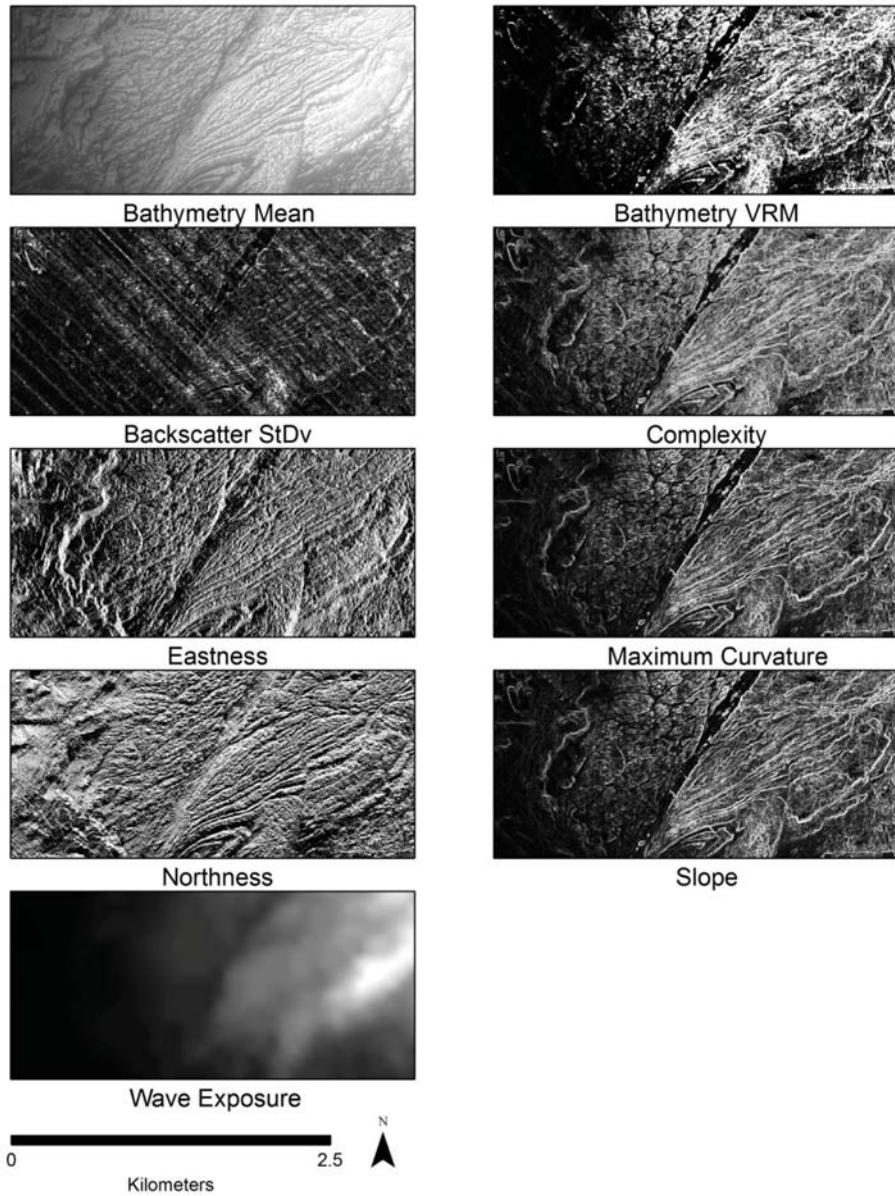 Bathymetry Mean
Bathymetry VRM
Backscatter StDv
Complexity
Eastness
Maximum Curvature
Northness
Slope
Wave Exposure
N
0 2.5
Kilometers